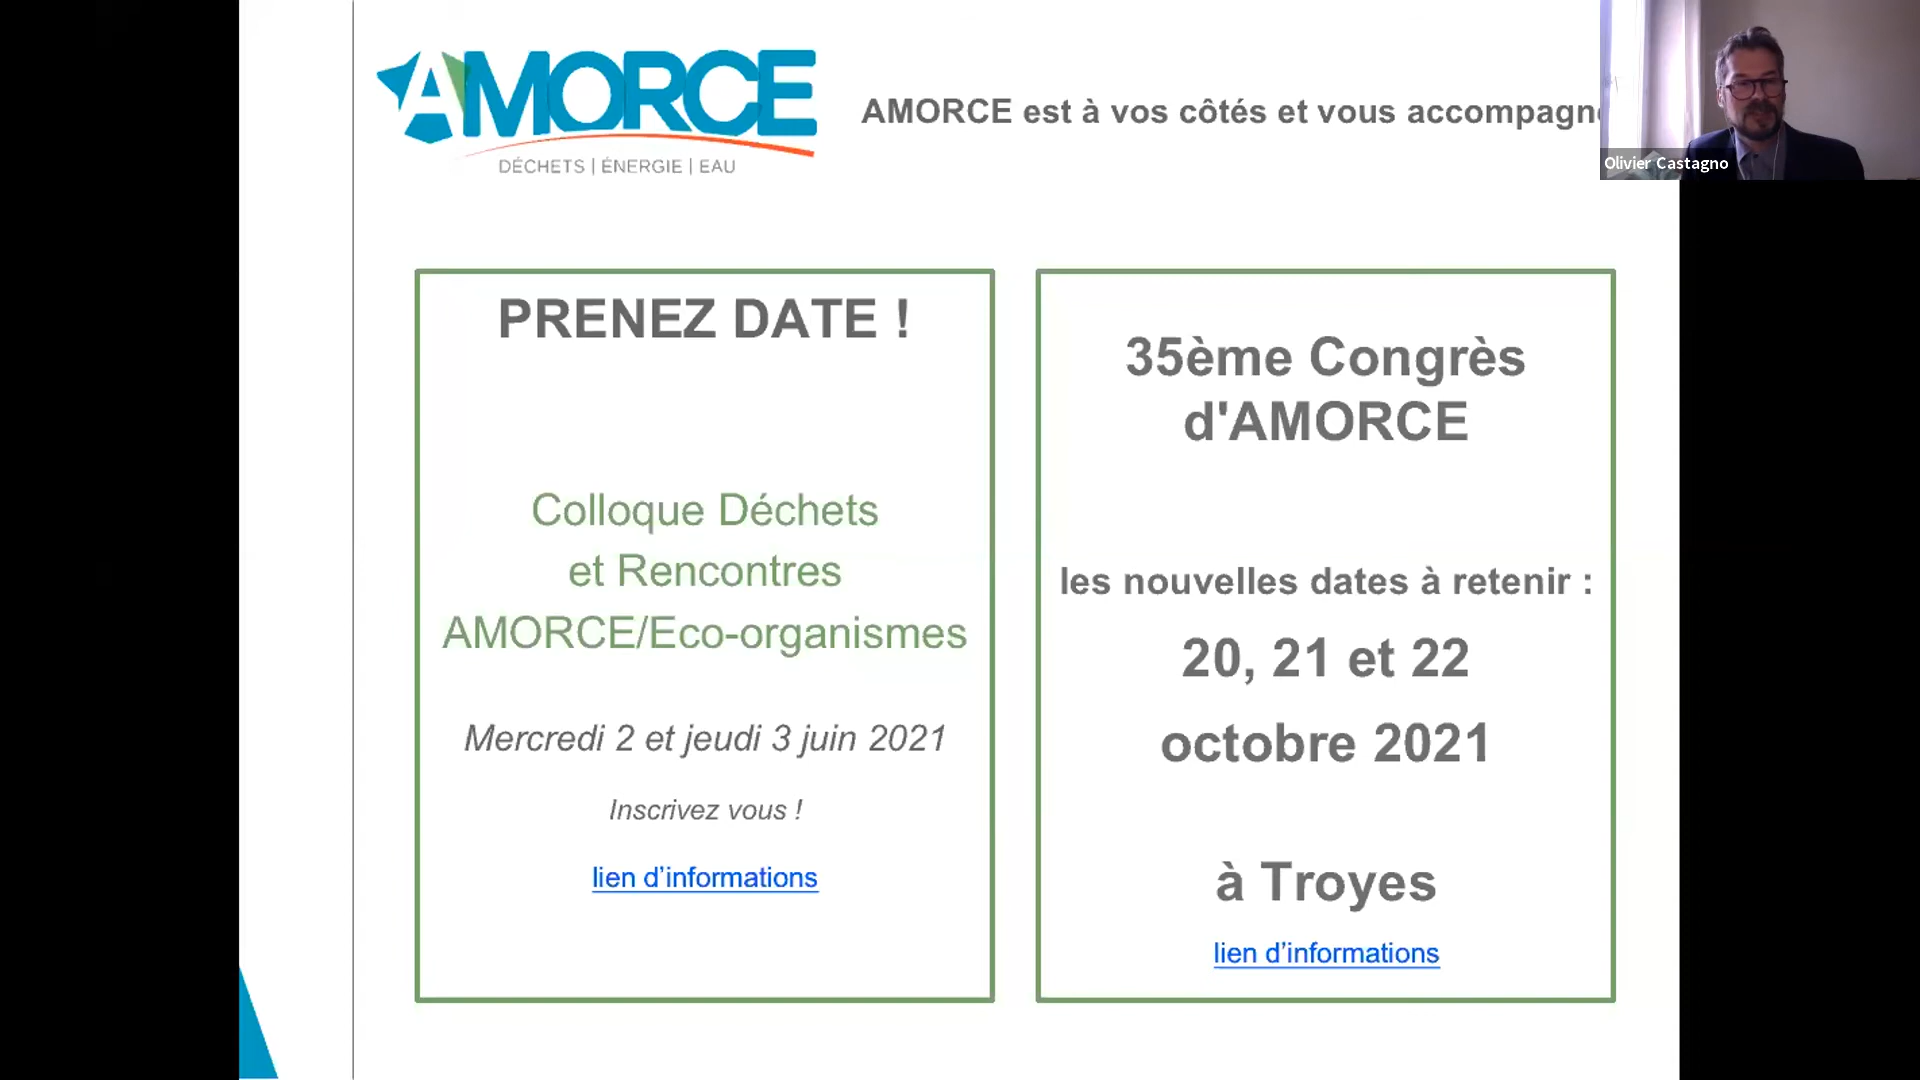 AMORCE
DÉCHETS | ÉNERGIE | EAU
AMORCE est à vos côtés et vous accompagn
Olivier Castagno
PRENEZ DATE !
Colloque Déchets
et Rencontres
AMORCE/Eco-organismes
Mercredi 2 et jeudi 3 juin 2021
Inscrivez vous !
lien d’informations
35ème Congrès
d'AMORCE
les nouvelles dates à retenir :
20, 21 et 22
octobre 2021
à Troyes
lien d’informations